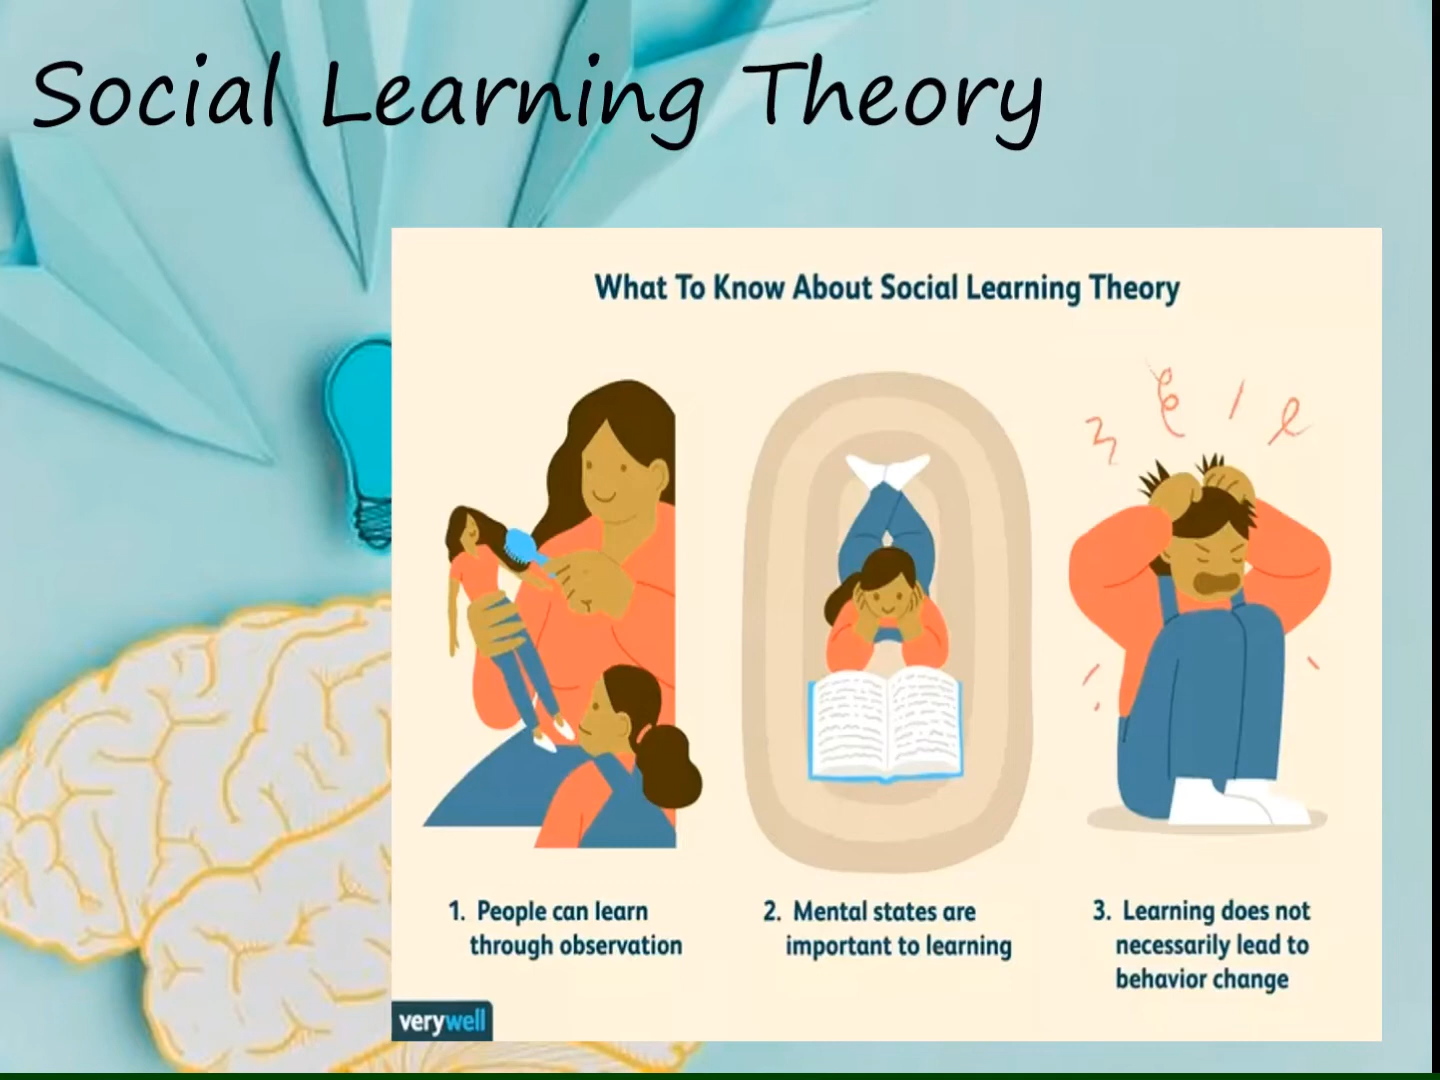 Social Learning Theory
What To Know About Social Learning Theory
1. People can learn
through observation
2. Mental states are
important to learning
3. Learning does not
necessarily lead to
behavior change
verywell